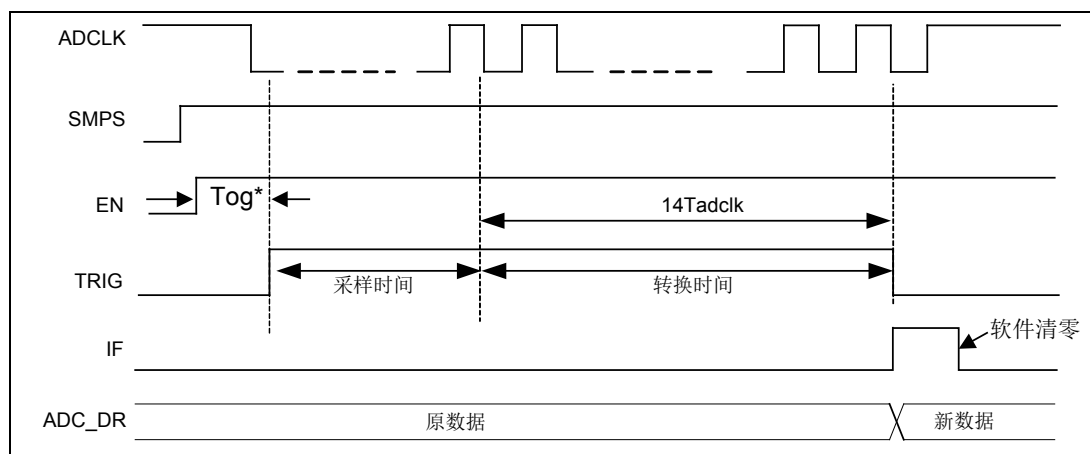 ADCLK
SMPS
EN
Tog*
14Tadclk
TRIG
采样时间
转换时间
IF
软件清零
ADC_DR
原数据
新数据